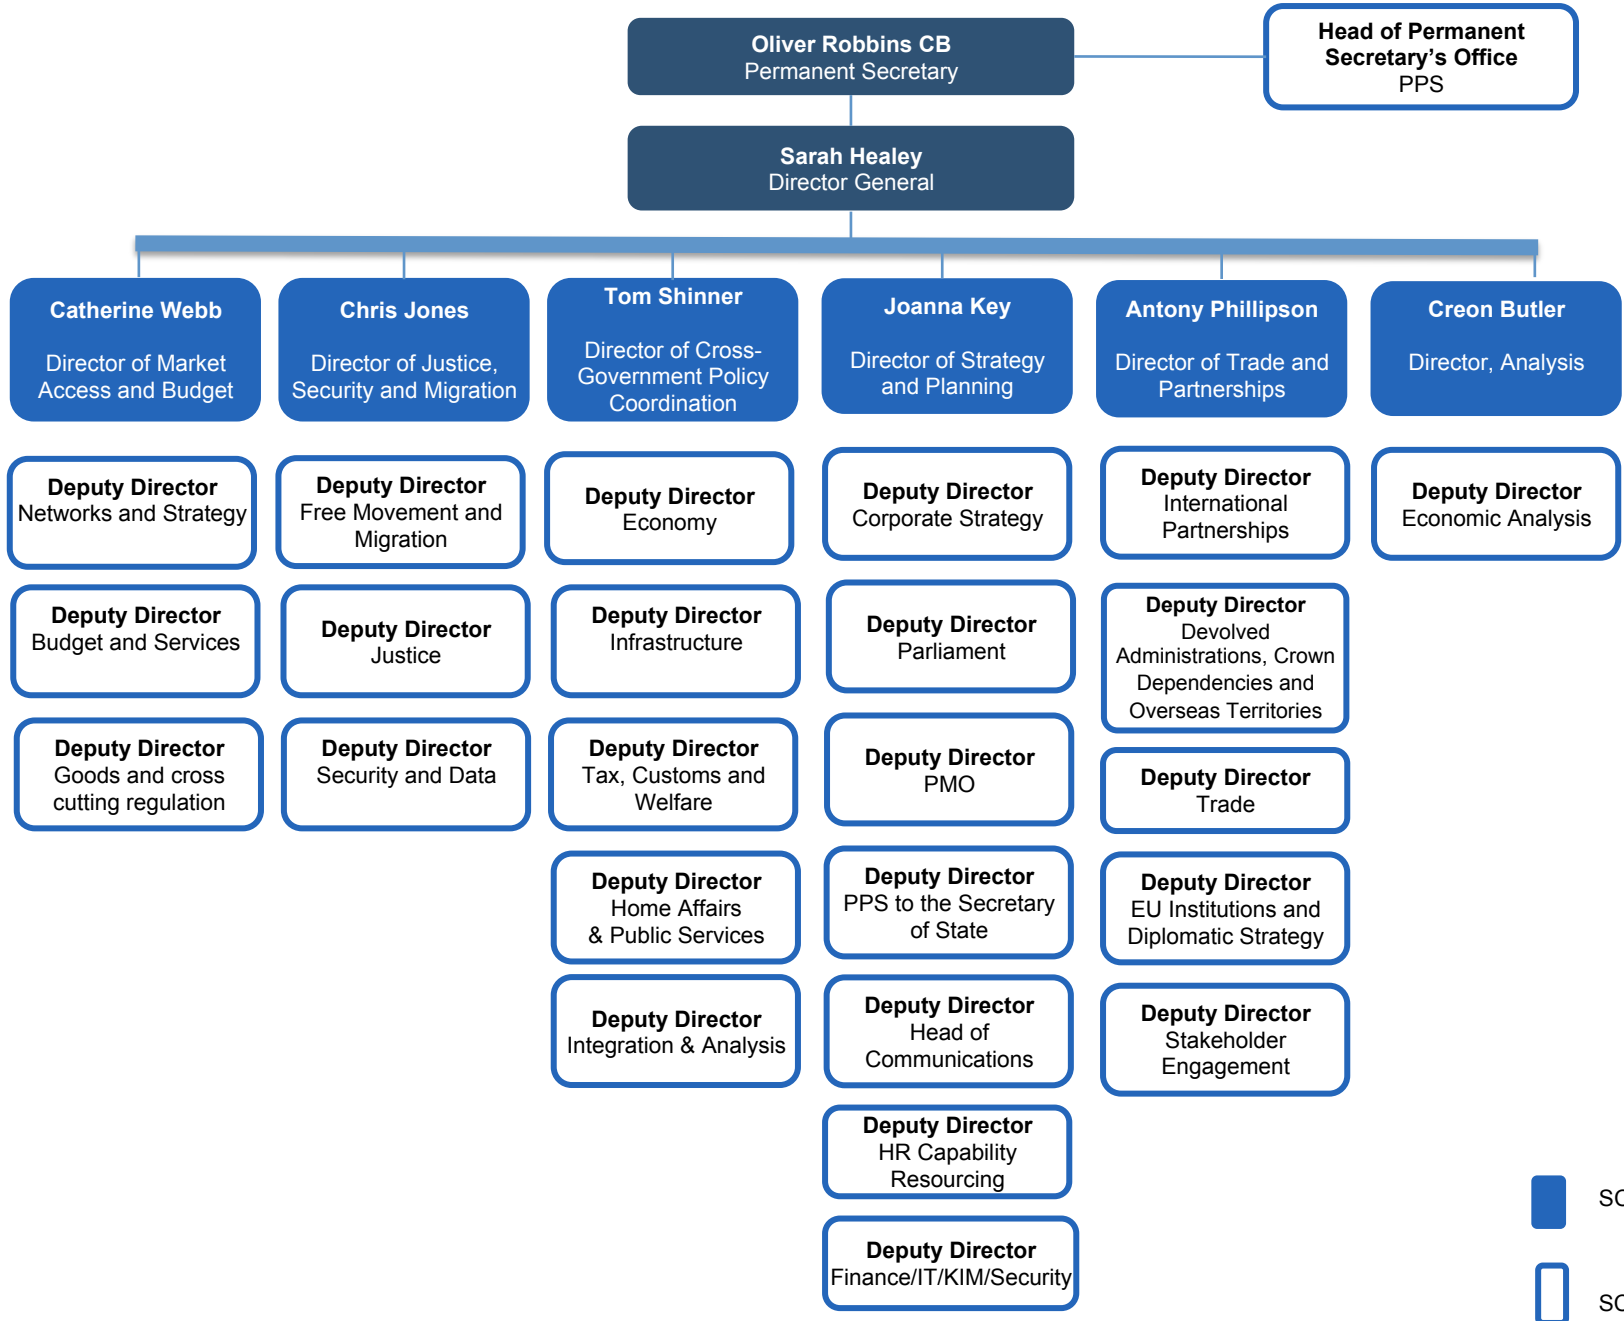 Oliver Robbins CB
Permanent Secretary
Head of Permanent
Secretary's Office
PPS
Sarah Healey
Director General
Catherine Webb
Director of Market
Access and Budget
Chris Jones
Director of Justice,
Security and Migration
Tom Shinner
Director of Cross-
Government Policy
Coordination
Joanna Key
Director of Strategy
and Planning
Antony Phillipson
Director of Trade and
Partnerships
Creon Butler
Director, Analysis
Deputy Director
Networks and Strategy
Deputy Director
Budget and Services
Deputy Director
Goods and cross
cutting regulation
Deputy Director
Free Movement and
Migration
Deputy Director
Justice
Deputy Director
Security and Data
Deputy Director
Economy
Deputy Director
Infrastructure
Deputy Director
Tax, Customs and
Welfare
Deputy Director
Home Affairs
& Public Services
Deputy Director
Integration & Analysis
Deputy Director
Corporate Strategy
Deputy Director
Parliament
Deputy Director
PMO
Deputy Director
PPS to the Secretary
of State
Deputy Director
Head of
Communications
Deputy Director
HR Capability
Resourcing
Deputy Director
Finance/IT/KIM/Security
Deputy Director
International
Partnerships
Deputy Director
Devolved
Administrations, Crown
Dependencies and
Overseas Territories
Deputy Director
Trade
Deputy Director
EU Institutions and
Diplomatic Strategy
Deputy Director
Stakeholder
Engagement
Deputy Director
Economic Analysis